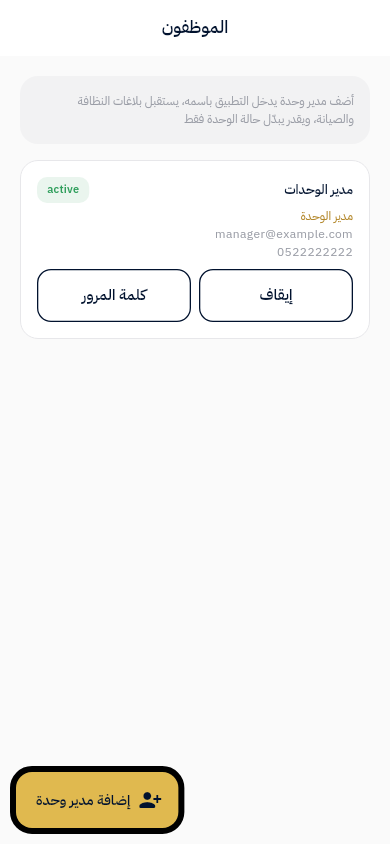 الموظفون
أضف مدير وحدة يدخل التطبيق باسمه، يستقبل بلاغات النظافة
والصيانة، ويقدر يبدّل حالة الوحدة فقط
مدير الوحدات
active
مدير الوحدة
manager@example.com
0522222222
إيقاف
كلمة المرور
إضافة مدير وحدة